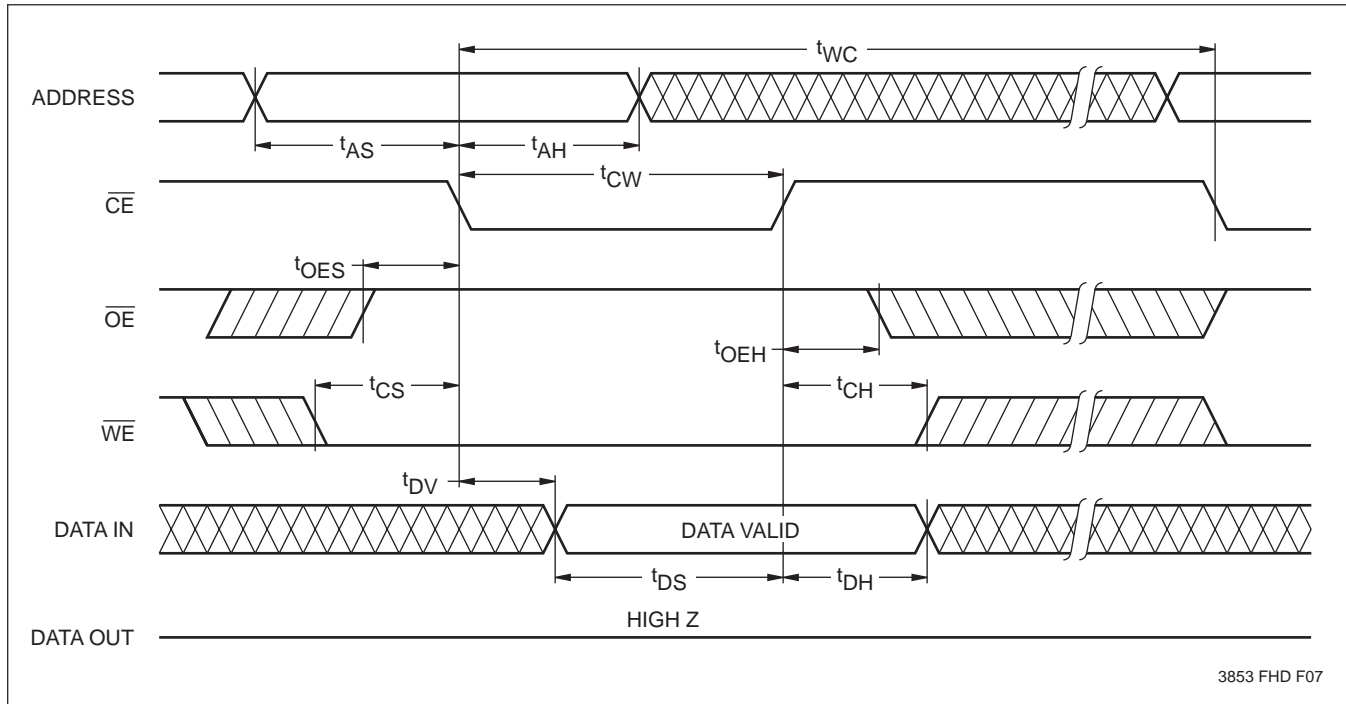 tWC
ADDRESS
tAS
tAH
tCW
CE
tOES
OE
tOEH
tCS
tCH
WE
tDV
DATA IN
DATA VALID
tDS
tDH
HIGH Z
DATA OUT
3853 FHD F07